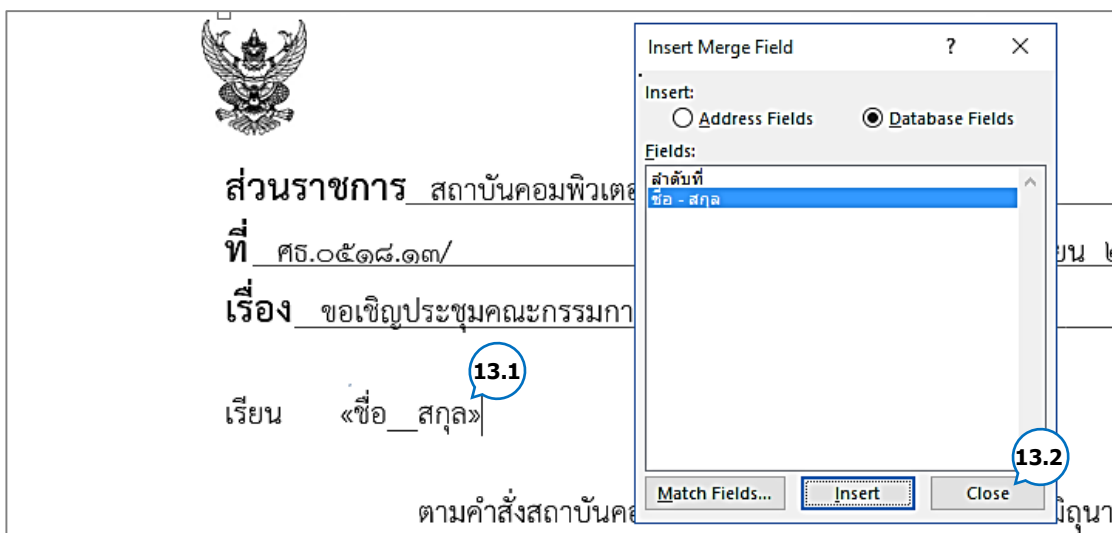 Insert Merge Field ? ×
Insert:
Address Fields Database Fields
Fields:
ลำดับที่
ชื่อ - สกุล
Match Fields... Insert Close
ส่วนราชการ สถาบันคอมพิวเตอ
ที่ ศธ.๐๕๑๘.๑๓/ ยน ๒
เรื่อง ขอเชิญประชุมคณะกรรมกา
13.1
เรียน «ชื่อ__สกุล»
13.2
ตามคำสั่งสถาบันค มิถุนา